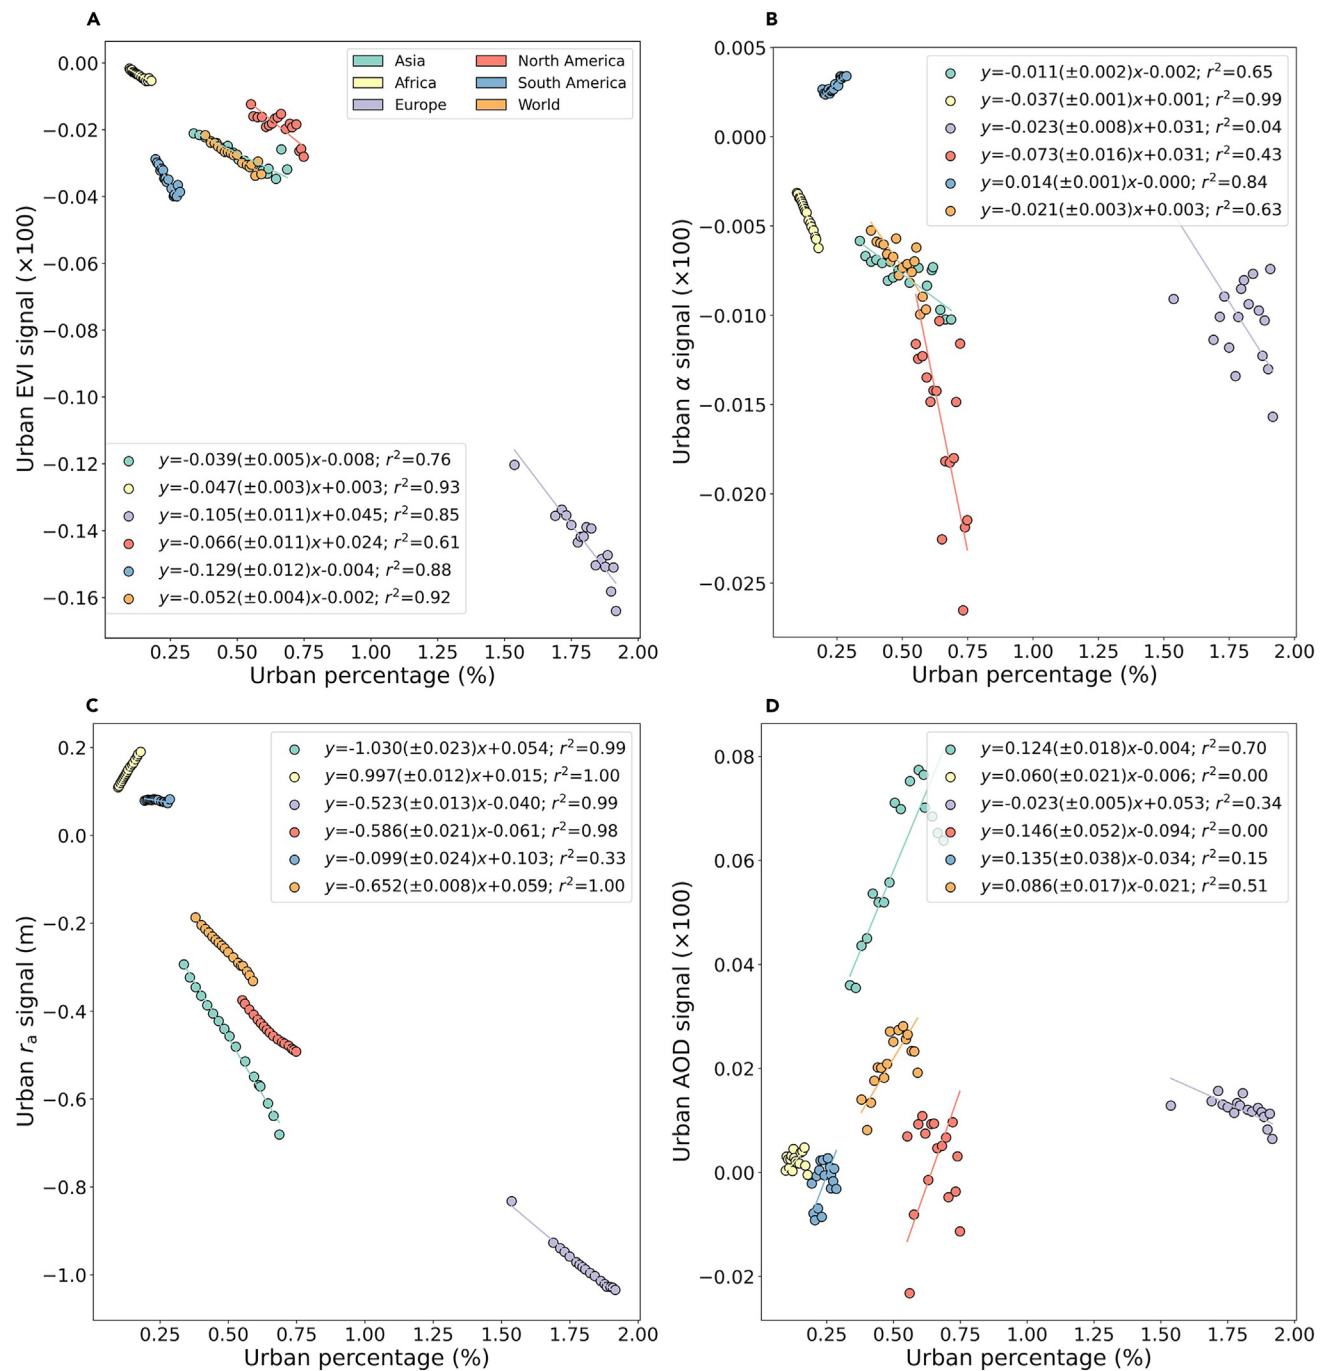 A
Urban EVI signal (×100)
0.00
−0.02
−0.04
−0.06
−0.08
−0.10
−0.12
−0.14
−0.16
Asia
Africa
Europe
North America
South America
World
y=-0.039(±0.005)x-0.008; r²=0.76
y=-0.047(±0.003)x+0.003; r²=0.93
y=-0.105(±0.011)x+0.045; r²=0.85
y=-0.066(±0.011)x+0.024; r²=0.61
y=-0.129(±0.012)x-0.004; r²=0.88
y=-0.052(±0.004)x-0.002; r²=0.92
0.25 0.50 0.75 1.00 1.25 1.50 1.75 2.00
Urban percentage (%)
B
Urban α signal (×100)
0.005
0.000
−0.005
−0.010
−0.015
−0.020
−0.025
y=-0.011(±0.002)x-0.002; r²=0.65
y=-0.037(±0.001)x+0.001; r²=0.99
y=-0.023(±0.008)x+0.031; r²=0.04
y=-0.073(±0.016)x+0.031; r²=0.43
y=0.014(±0.001)x-0.000; r²=0.84
y=-0.021(±0.003)x+0.003; r²=0.63
0.25 0.50 0.75 1.00 1.25 1.50 1.75 2.00
Urban percentage (%)
C
Urban rₐ signal (m)
0.2
0.0
−0.2
−0.4
−0.6
−0.8
−1.0
y=-1.030(±0.023)x+0.054; r²=0.99
y=0.997(±0.012)x+0.015; r²=1.00
y=-0.523(±0.013)x-0.040; r²=0.99
y=-0.586(±0.021)x-0.061; r²=0.98
y=-0.099(±0.024)x+0.103; r²=0.33
y=-0.652(±0.008)x+0.059; r²=1.00
0.25 0.50 0.75 1.00 1.25 1.50 1.75 2.00
Urban percentage (%)
D
Urban AOD signal (×100)
0.08
0.06
0.04
0.02
0.00
−0.02
y=0.124(±0.018)x-0.004; r²=0.70
y=0.060(±0.021)x-0.006; r²=0.00
y=-0.023(±0.005)x+0.053; r²=0.34
y=0.146(±0.052)x-0.094; r²=0.00
y=0.135(±0.038)x-0.034; r²=0.15
y=0.086(±0.017)x-0.021; r²=0.51
0.25 0.50 0.75 1.00 1.25 1.50 1.75 2.00
Urban percentage (%)